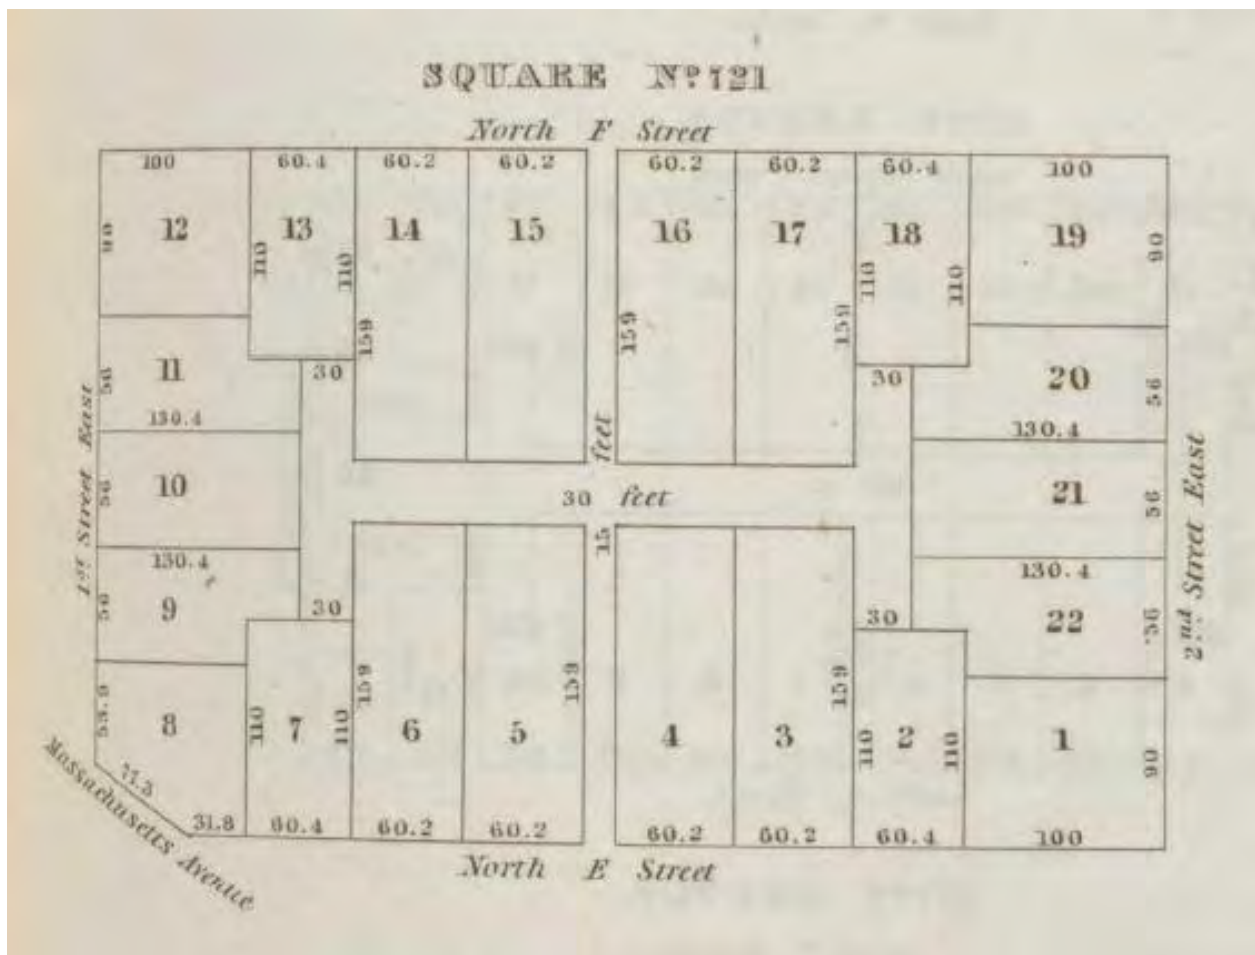 SQUARE Nº 721
North F Street
100 60.4 60.2 60.2 60.2 60.2 60.4 100
12 13 14 15 16 17 18 19
90 110 110 110 110 90
159 159 159
11 30 30 20
56 56
130.4 130.4
1st Street East
feet
10 21
56 30 feet 56
2nd Street East
15
130.4 130.4
9 30 30 22
56 56
159 159 159
53.9
8 7 6 5 4 3 2 1
110 110 110 110 90
Massachusetts Avenue
31.8 60.4 60.2 60.2 60.2 60.2 60.4 100
North E Street